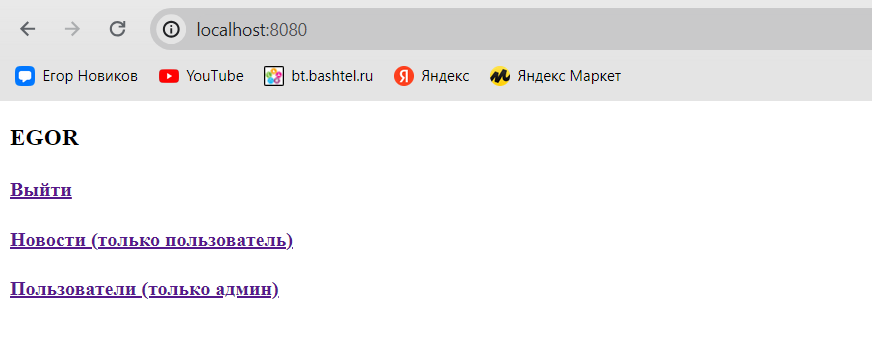 localhost:8080
Егор Новиков YouTube bt.bashtel.ru Яндекс Яндекс Маркет
EGOR
Выйти
Новости (только пользователь)
Пользователи (только админ)